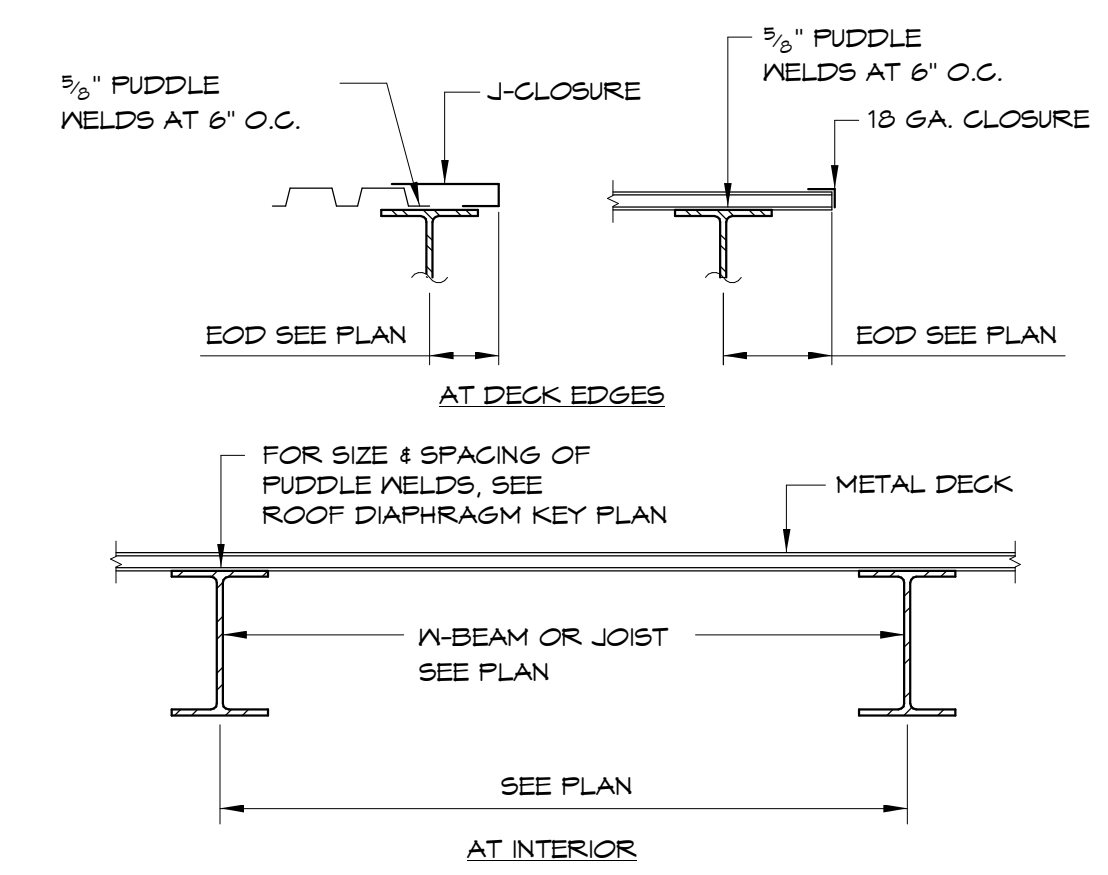 5/8" PUDDLE
WELDS AT 6" O.C.
J-CLOSURE
5/8" PUDDLE
WELDS AT 6" O.C.
18 GA. CLOSURE
EOD SEE PLAN
EOD SEE PLAN
AT DECK EDGES
FOR SIZE & SPACING OF
PUDDLE WELDS, SEE
ROOF DIAPHRAGM KEY PLAN
METAL DECK
W-BEAM OR JOIST
SEE PLAN
SEE PLAN
AT INTERIOR